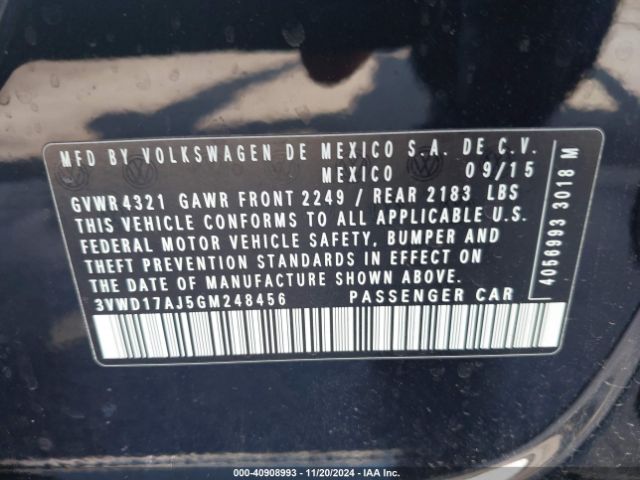 MFD BY VOLKSWAGEN DE MEXICO S.A. DE C.V.
MEXICO 09/15
GVWR 4321 GAWR FRONT 2249 / REAR 2183 LBS
THIS VEHICLE CONFORMS TO ALL APPLICABLE U.S.
FEDERAL MOTOR VEHICLE SAFETY, BUMPER AND
THEFT PREVENTION STANDARDS IN EFFECT ON
THE DATE OF MANUFACTURE SHOWN ABOVE.
3VWD17AJ5GM248456 PASSENGER CAR
4056993 3018 M
000-40908993 | 11/20/2024 | IAA Inc.